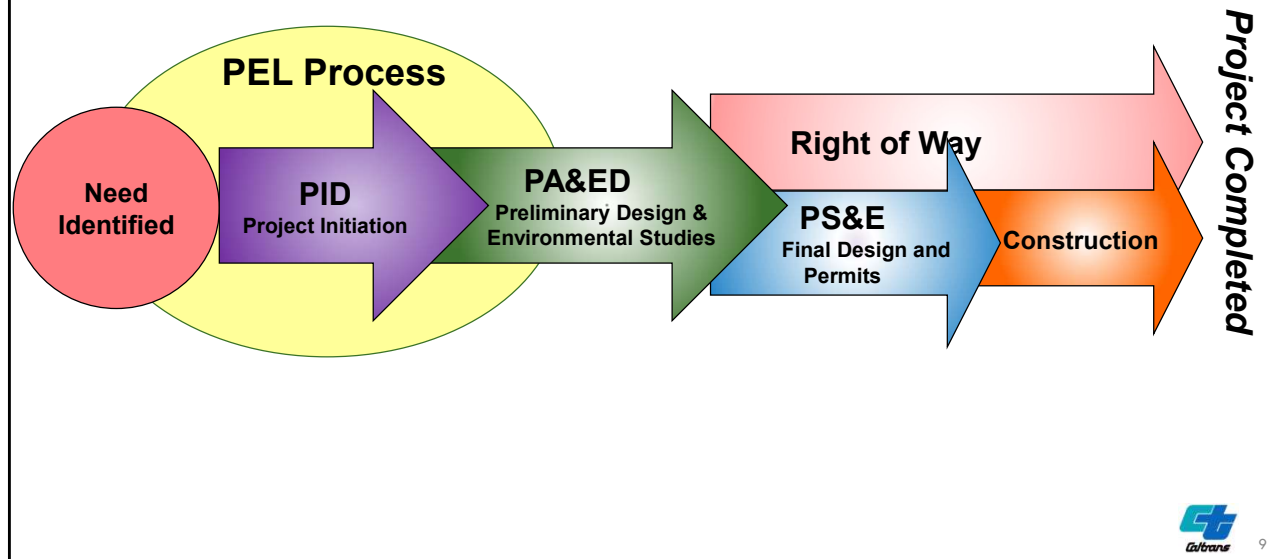 PEL Process
Need
Identified
PID
Project Initiation
PA&ED
Preliminary Design &
Environmental Studies
Right of Way
PS&E
Final Design and
Permits
Construction
Project Completed
Caltrans
9